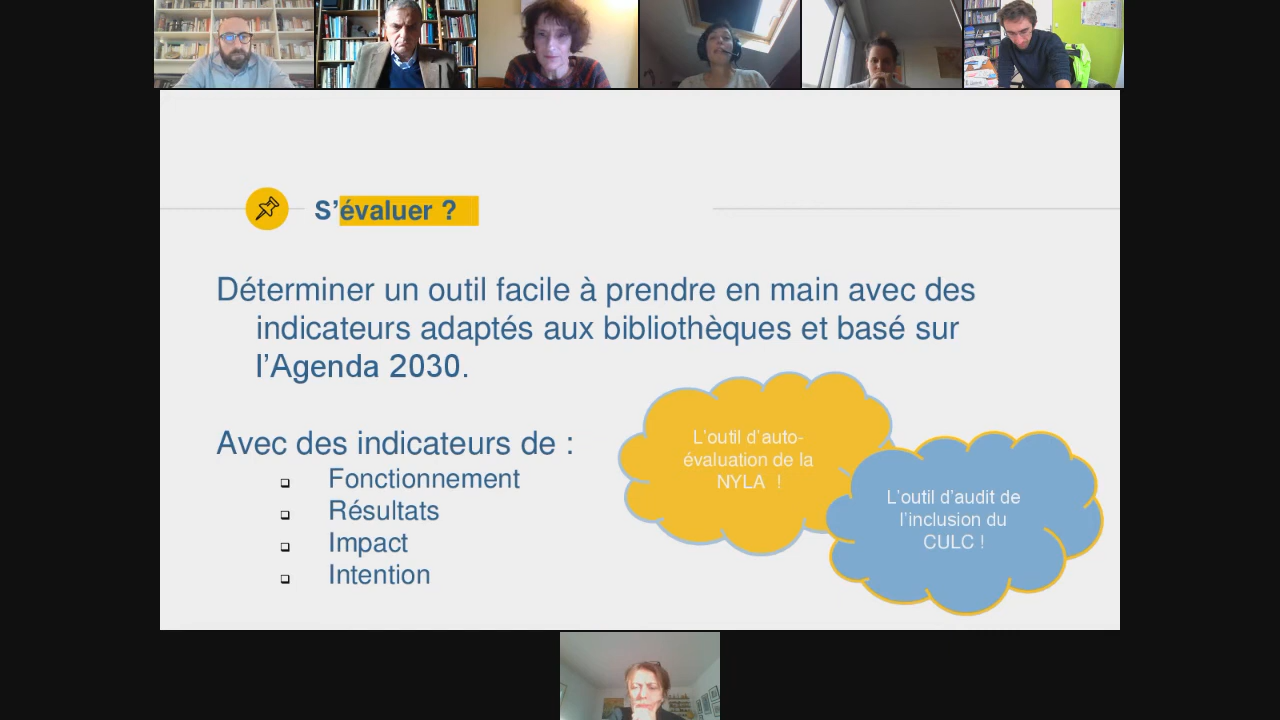 S’évaluer ?
Déterminer un outil facile à prendre en main avec des
indicateurs adaptés aux bibliothèques et basé sur
l’Agenda 2030.
Avec des indicateurs de :
Fonctionnement
Résultats
Impact
Intention
L’outil d’auto-
évaluation de la
NYLA !
L’outil d’audit de
l’inclusion du
CULC !